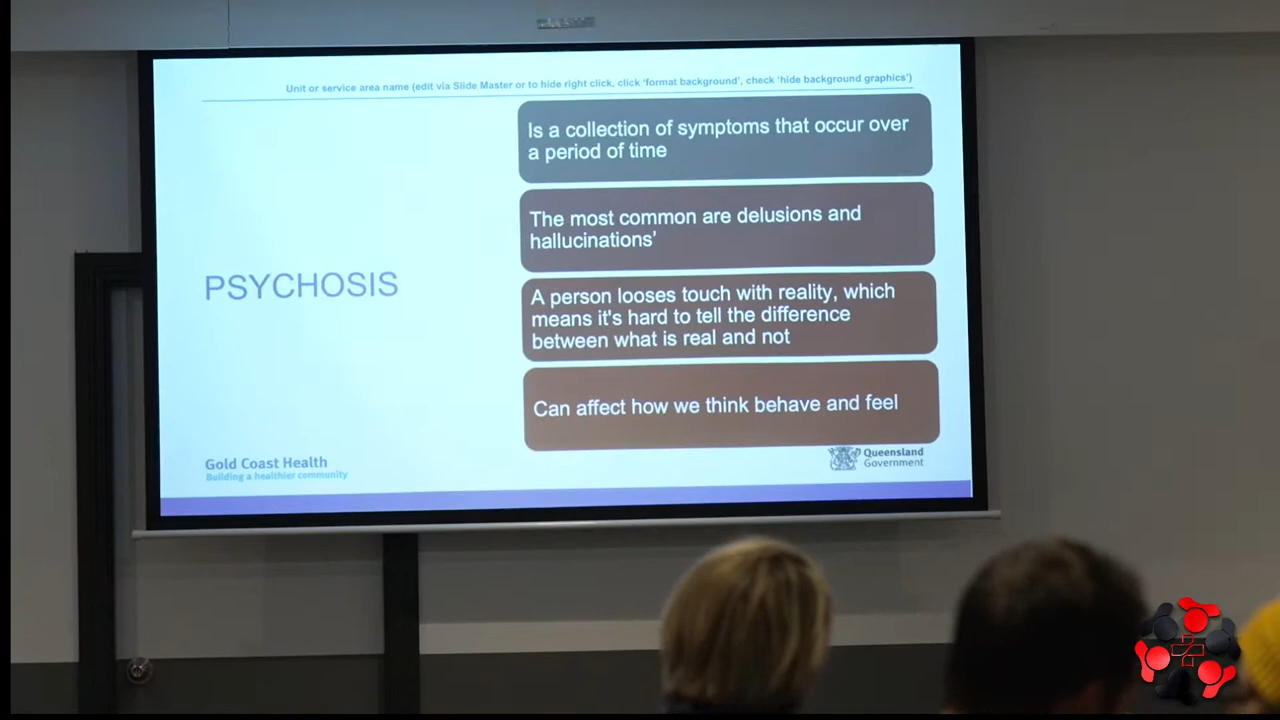 Unit or service area name (edit via Slide Master or to hide right click, click 'format background', check 'hide background graphics')
Is a collection of symptoms that occur over
a period of time
The most common are delusions and
hallucinations'
PSYCHOSIS
A person looses touch with reality, which
means it's hard to tell the difference
between what is real and not
Can affect how we think behave and feel
Gold Coast Health
Building a healthier community
Queensland
Government